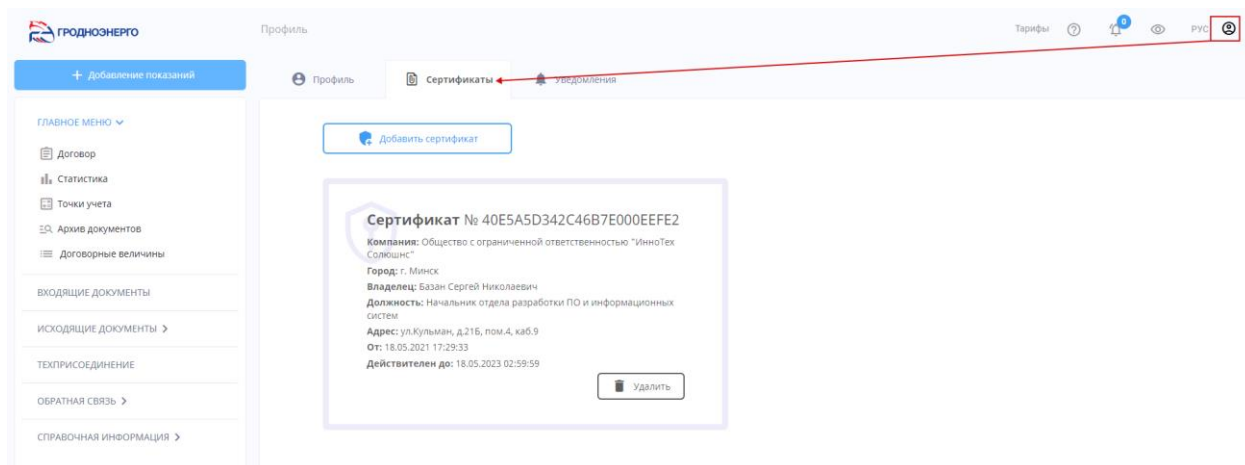 ГРОДНОЭНЕРГО
Профиль
Тарифы
0
РУС
+ Добавление показаний
Профиль
Сертификаты
Уведомления
ГЛАВНОЕ МЕНЮ
Договор
Статистика
Точки учета
Архив документов
Договорные величины
ВХОДЯЩИЕ ДОКУМЕНТЫ
ИСХОДЯЩИЕ ДОКУМЕНТЫ
ТЕХПРИСОЕДИНЕНИЕ
ОБРАТНАЯ СВЯЗЬ
СПРАВОЧНАЯ ИНФОРМАЦИЯ
Добавить сертификат
Сертификат № 40E5A5D342C46B7E000EEFE2
Компания: Общество с ограниченной ответственностью "ИнноТех
Солюшнс"
Город: г. Минск
Владелец: Базан Сергей Николаевич
Должность: Начальник отдела разработки ПО и информационных
систем
Адрес: ул.Кульман, д.21Б, пом.4, каб.9
От: 18.05.2021 17:29:33
Действителен до: 18.05.2023 02:59:59
Удалить